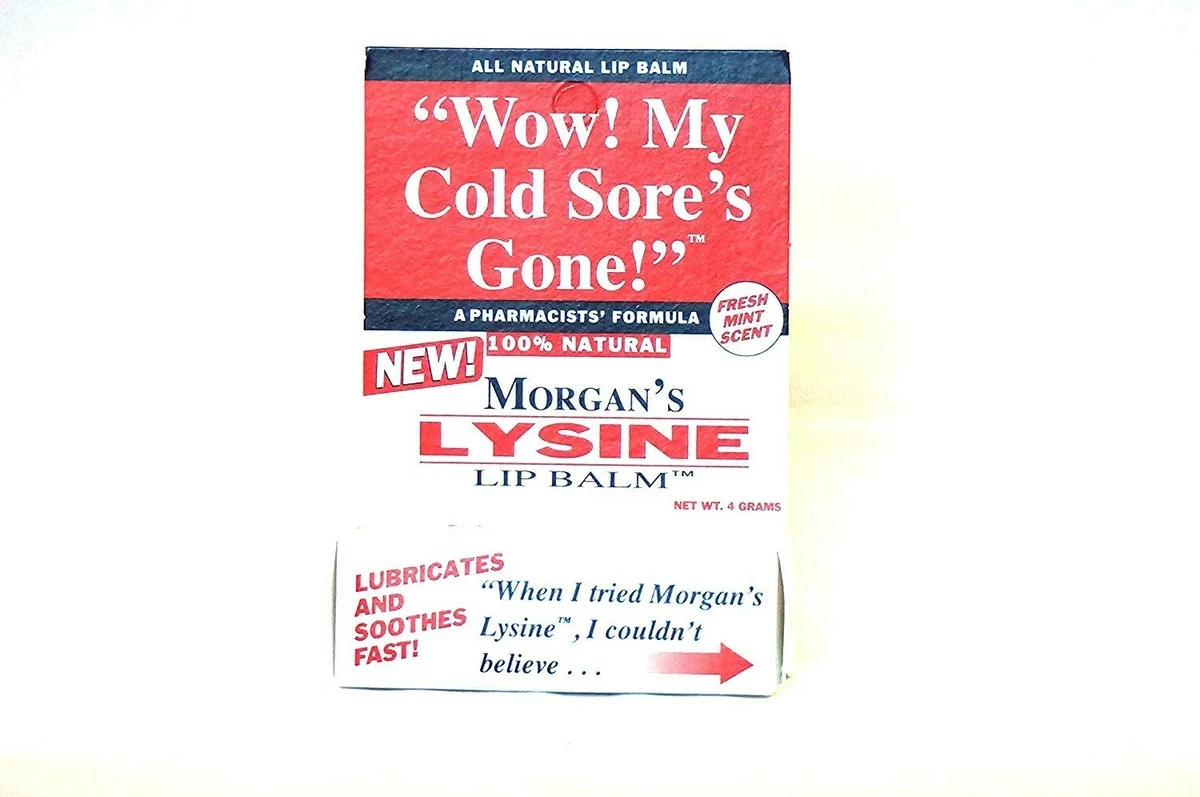 ALL NATURAL LIP BALM
“Wow! My
Cold Sore’s
Gone!”™
A PHARMACISTS’ FORMULA
FRESH
MINT
SCENT
100% NATURAL
NEW!
MORGAN’S
LYSINE
LIP BALM™
NET WT. 4 GRAMS
LUBRICATES
AND
SOOTHES
FAST!
“When I tried Morgan’s
Lysine™, I couldn’t
believe . . .